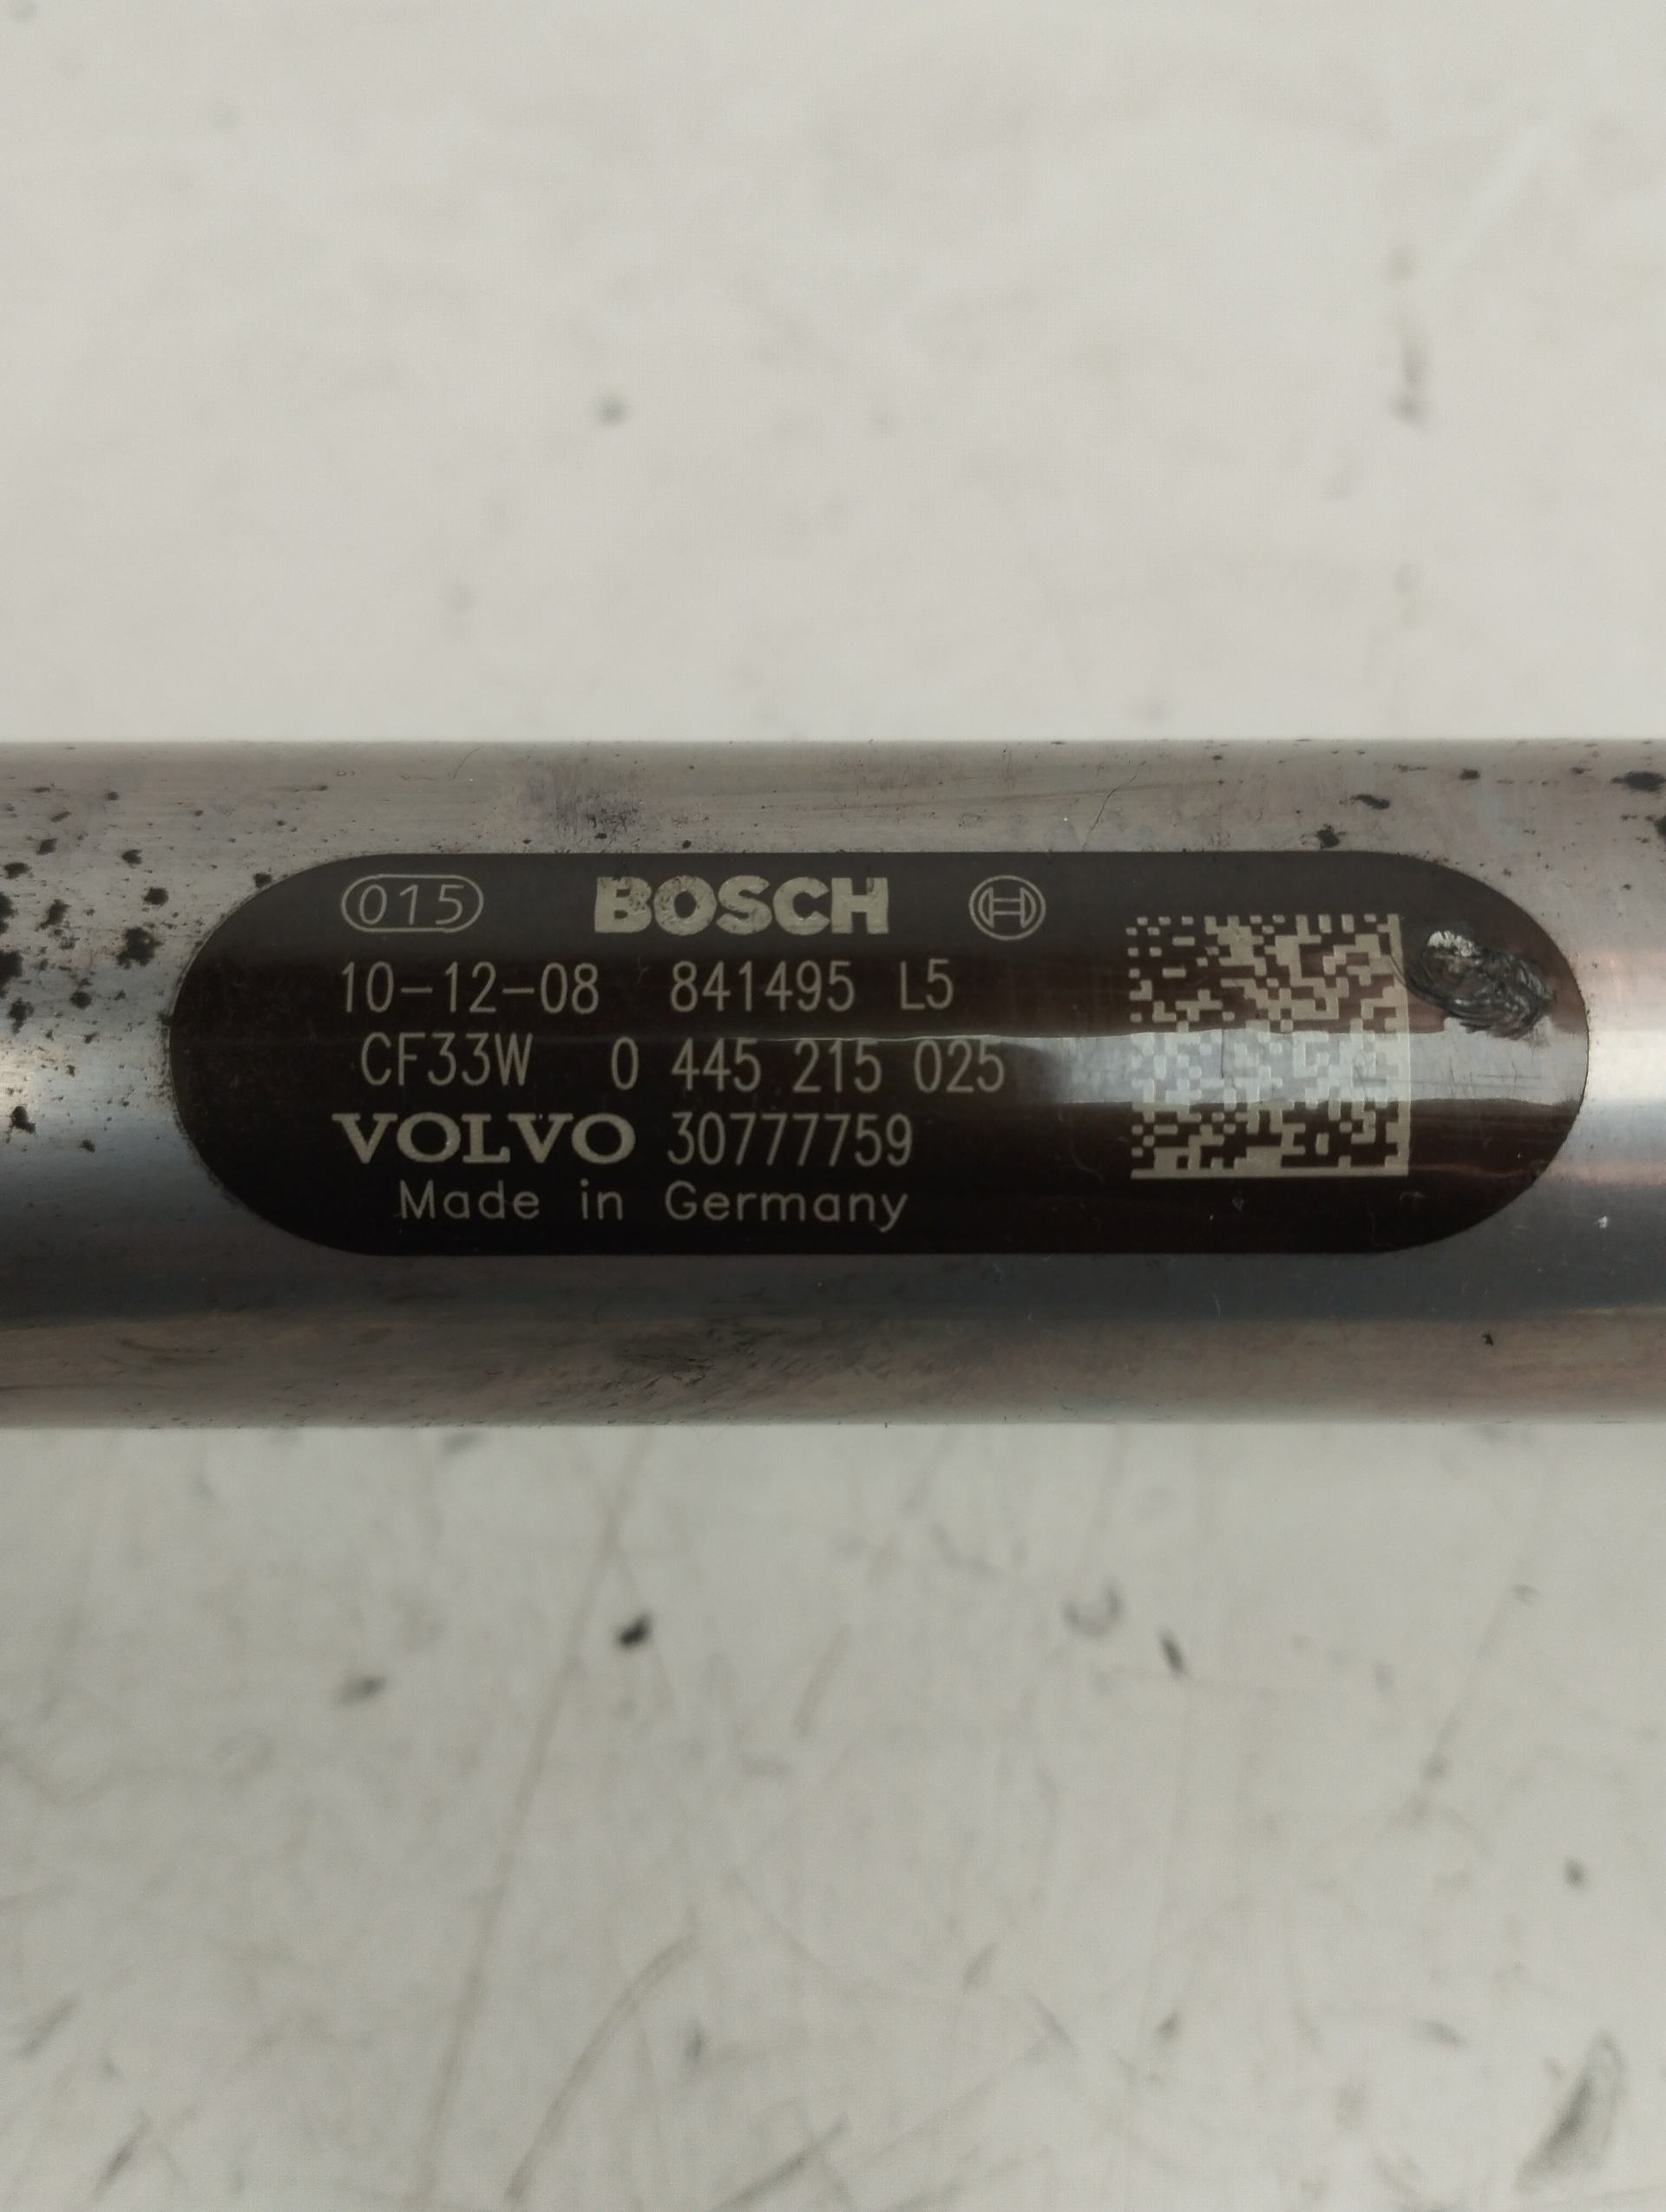 015 BOSCH
10-12-08 841495 L5
CF33W 0 445 215 025
VOLVO 30777759
Made in Germany